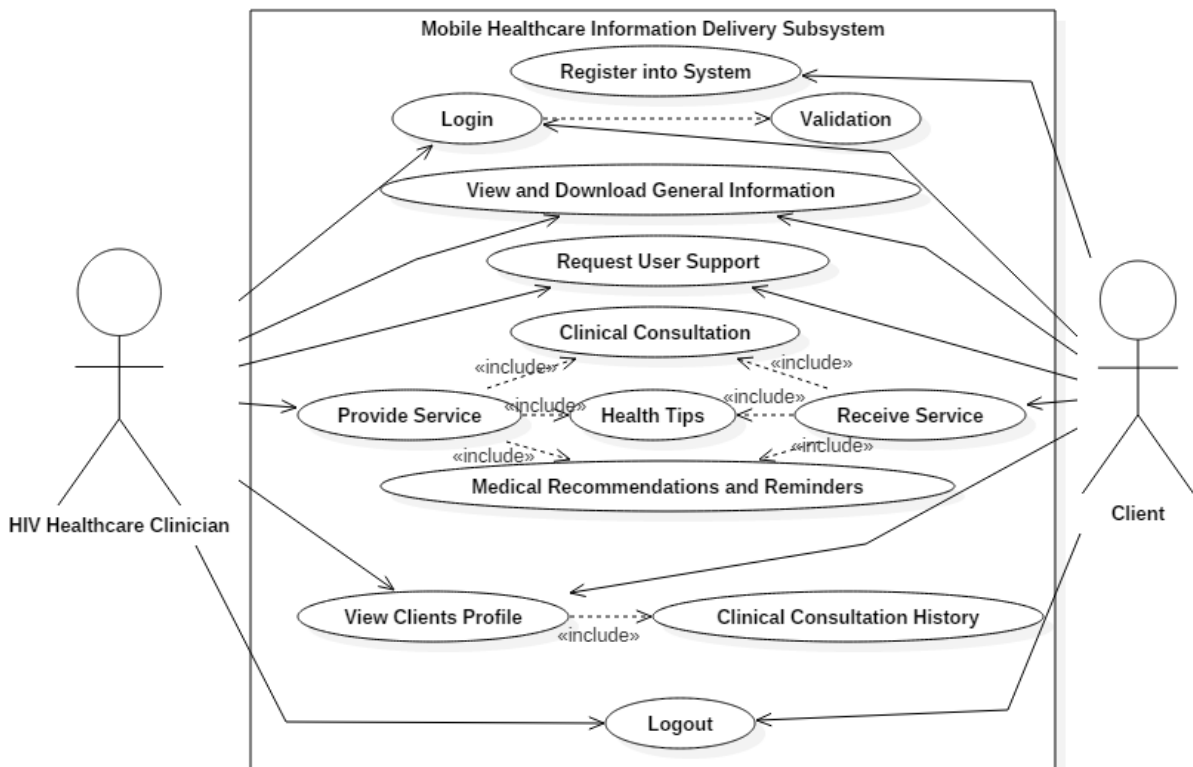 Mobile Healthcare Information Delivery Subsystem
Register into System
Login
Validation
View and Download General Information
Request User Support
Clinical Consultation
«include»
«include»
Provide Service
«include»
Health Tips
«include»
Receive Service
«include»
«include»
Medical Recommendations and Reminders
HIV Healthcare Clinician
Client
View Clients Profile
«include»
Clinical Consultation History
Logout